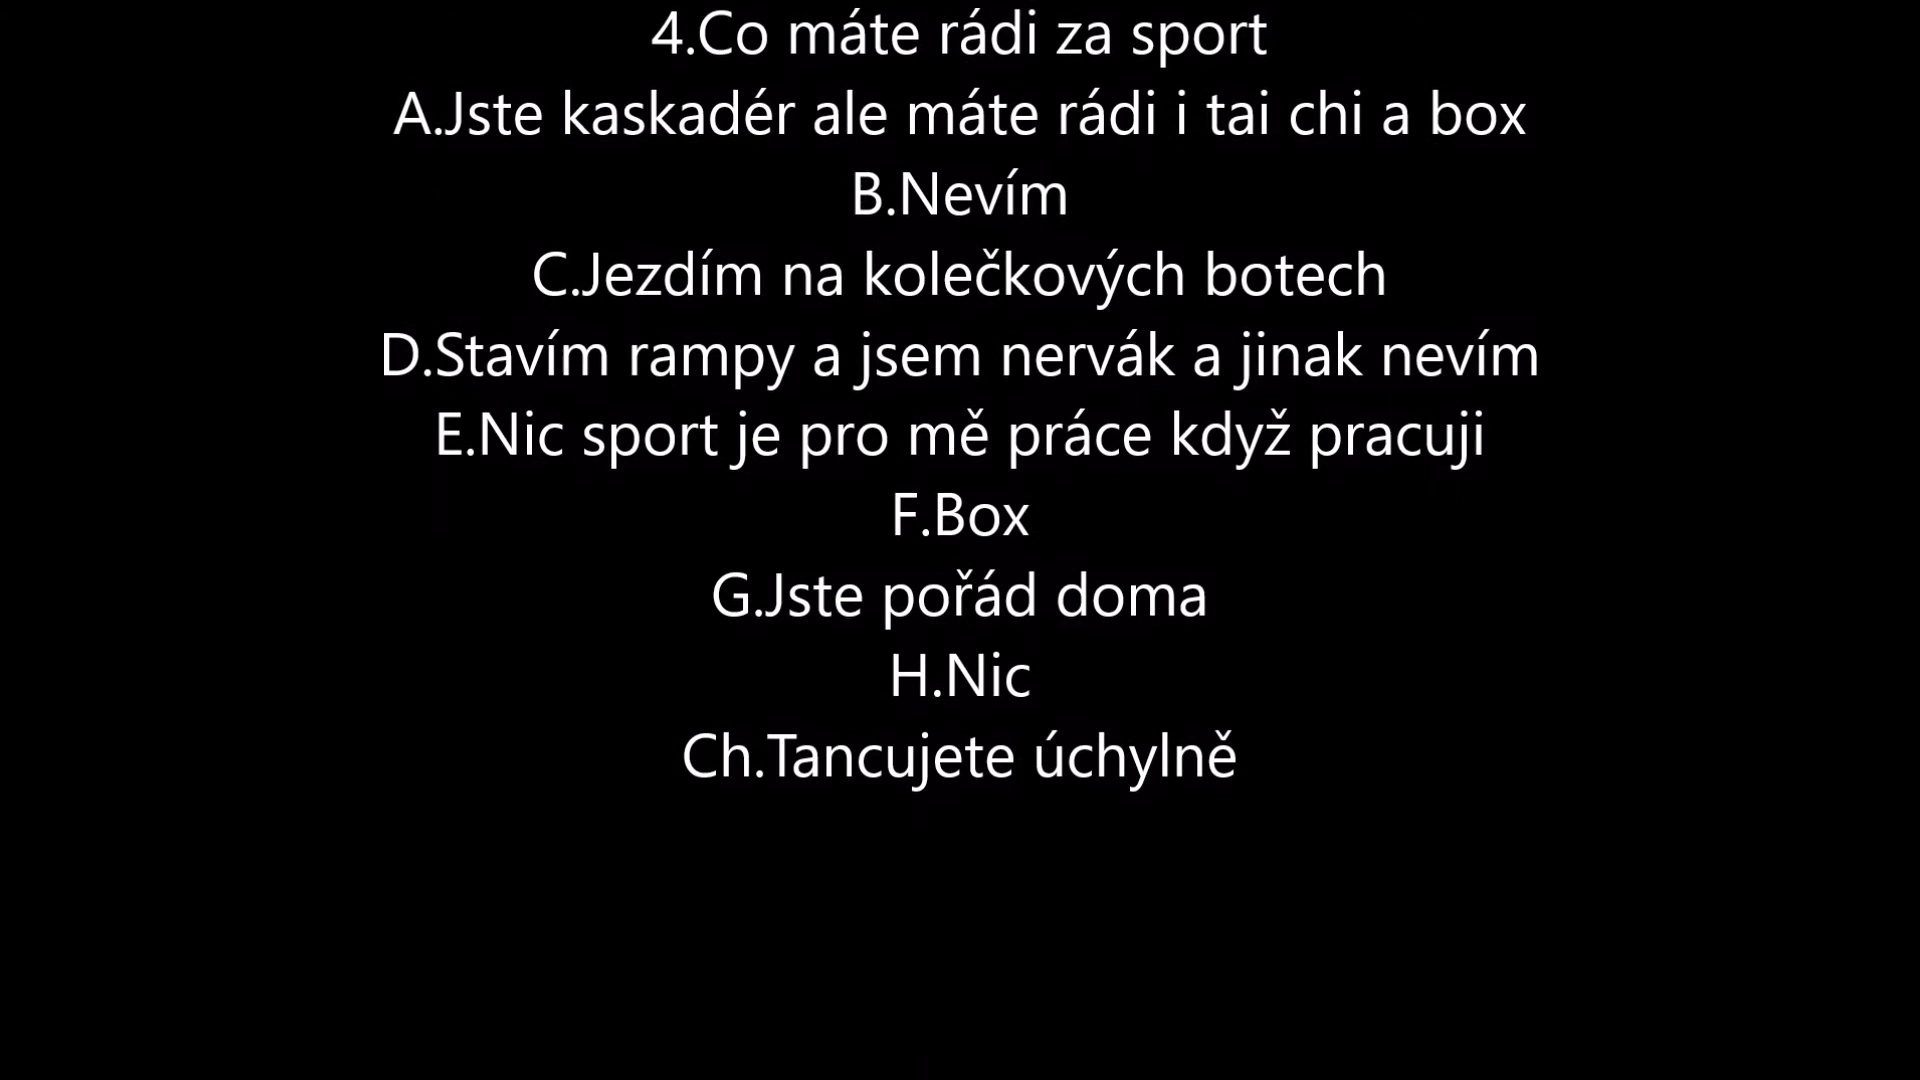 4.Co máte rádi za sport
A.Jste kaskadér ale máte rádi i tai chi a box
B.Nevím
C.Jezdím na kolečkových botech
D.Stavím rampy a jsem nervák a jinak nevím
E.Nic sport je pro mě práce když pracuji
F.Box
G.Jste pořád doma
H.Nic
Ch.Tancujete úchylně